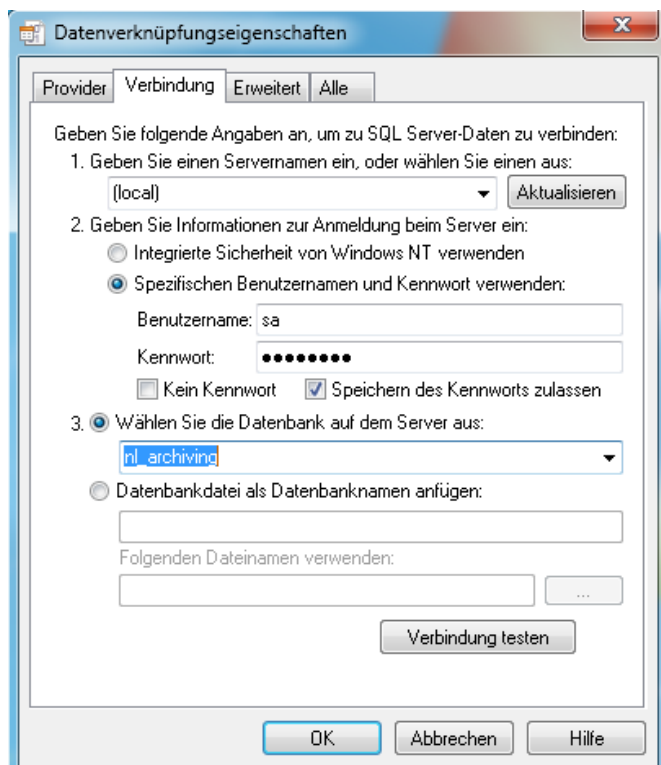 Datenverknüpfungseigenschaften
Provider Verbindung Erweitert Alle
Geben Sie folgende Angaben an, um zu SQL Server-Daten zu verbinden:
1. Geben Sie einen Servernamen ein, oder wählen Sie einen aus:
(local) Aktualisieren
2. Geben Sie Informationen zur Anmeldung beim Server ein:
Integrierte Sicherheit von Windows NT verwenden
Spezifischen Benutzernamen und Kennwort verwenden:
Benutzername: sa
Kennwort: ●●●●●●●●
Kein Kennwort Speichern des Kennworts zulassen
3. Wählen Sie die Datenbank auf dem Server aus:
nl_archiving
Datenbankdatei als Datenbanknamen anfügen:
Folgenden Dateinamen verwenden:
...
Verbindung testen
OK Abbrechen Hilfe